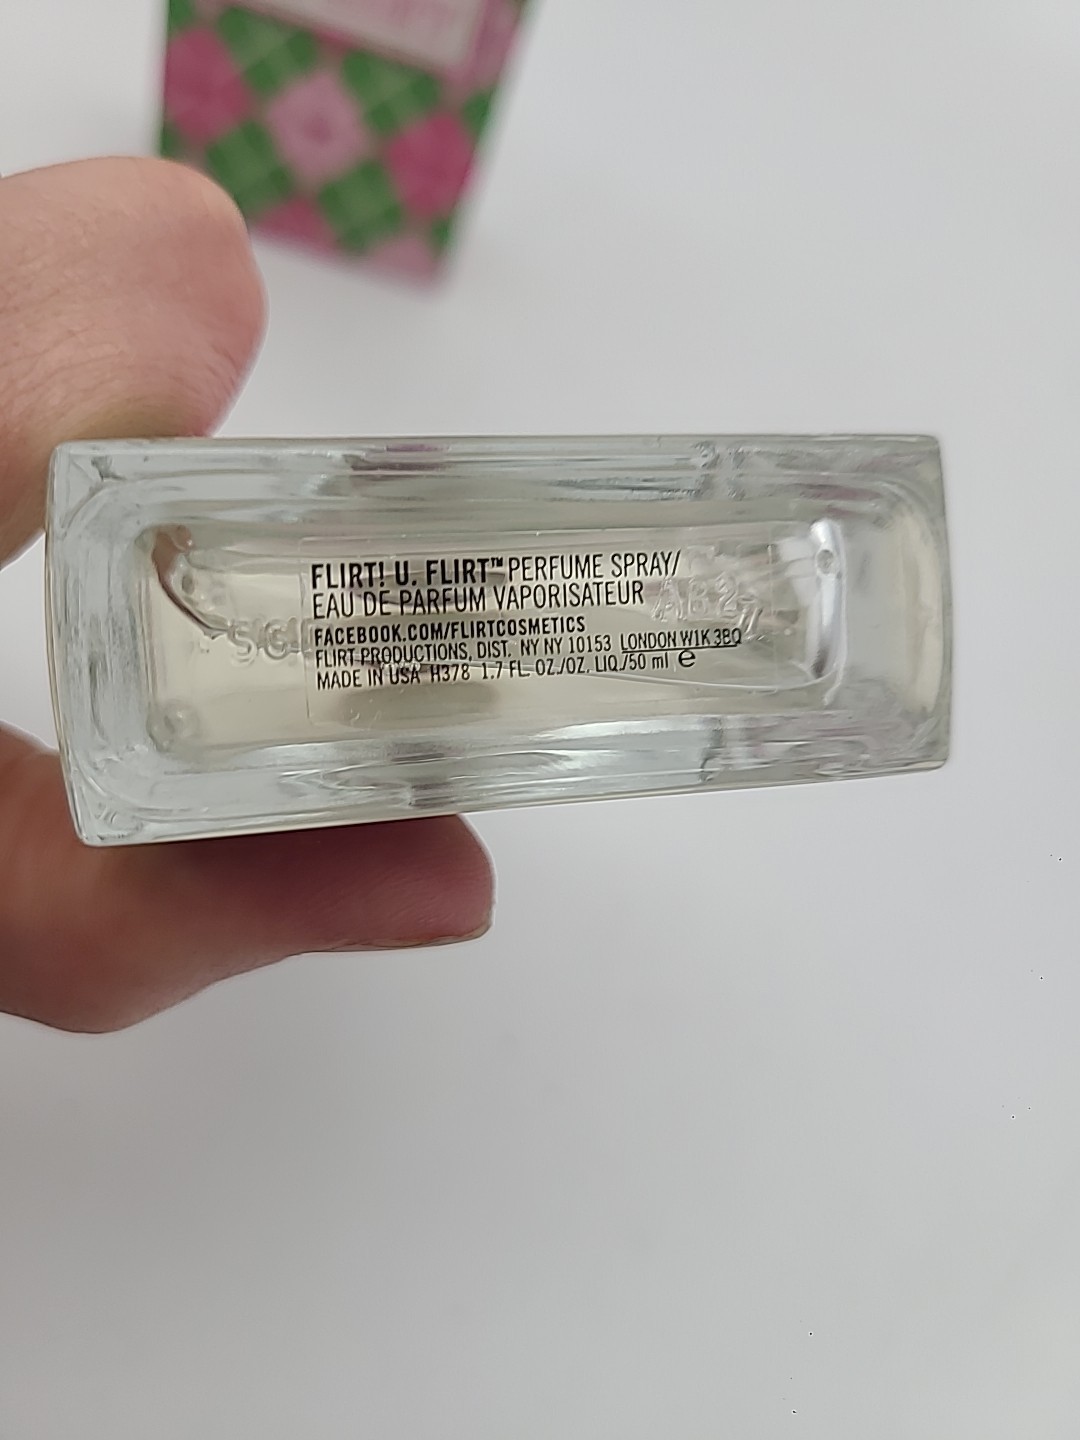 FLIRT! U. FLIRT™ PERFUME SPRAY/
EAU DE PARFUM VAPORISATEUR
FACEBOOK.COM/FLIRTCOSMETICS
FLIRT PRODUCTIONS, DIST. NY NY 10153 LONDON W1K 3BQ
MADE IN USA H378 1.7 FL. OZ./OZ. LIQ./50 ml ℮